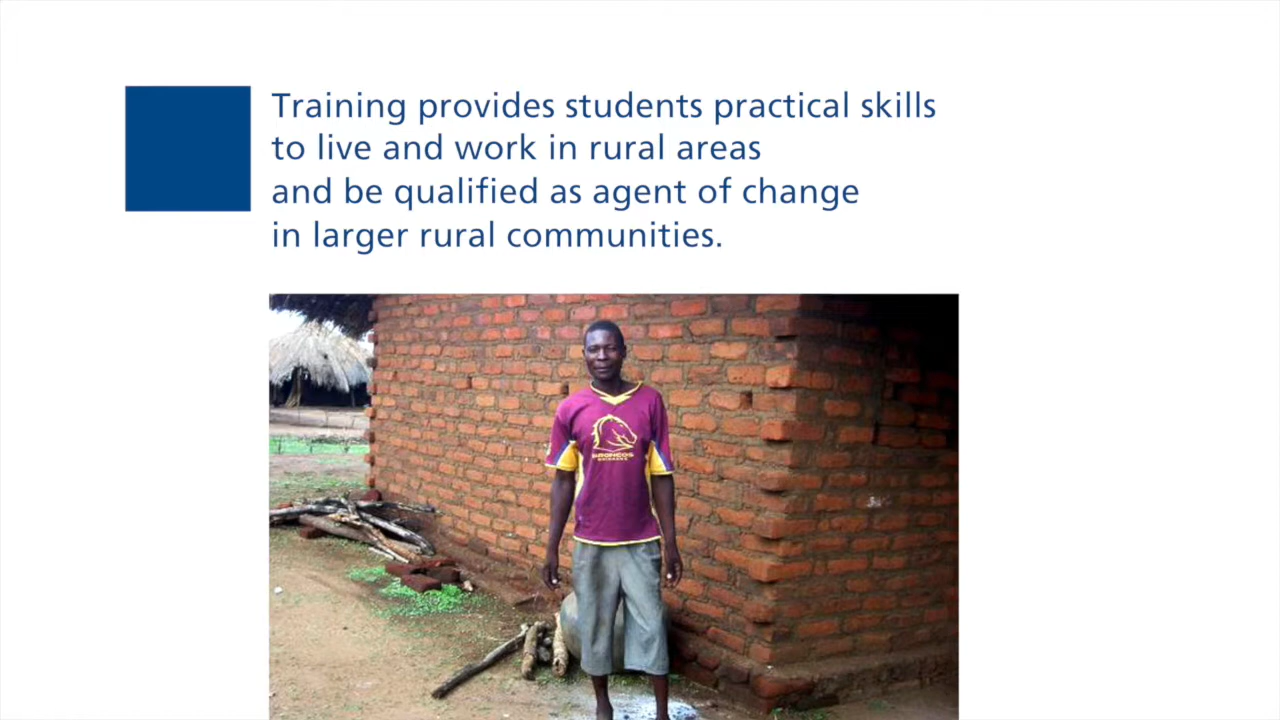 Training provides students practical skills
to live and work in rural areas
and be qualified as agent of change
in larger rural communities.
BRONCOS